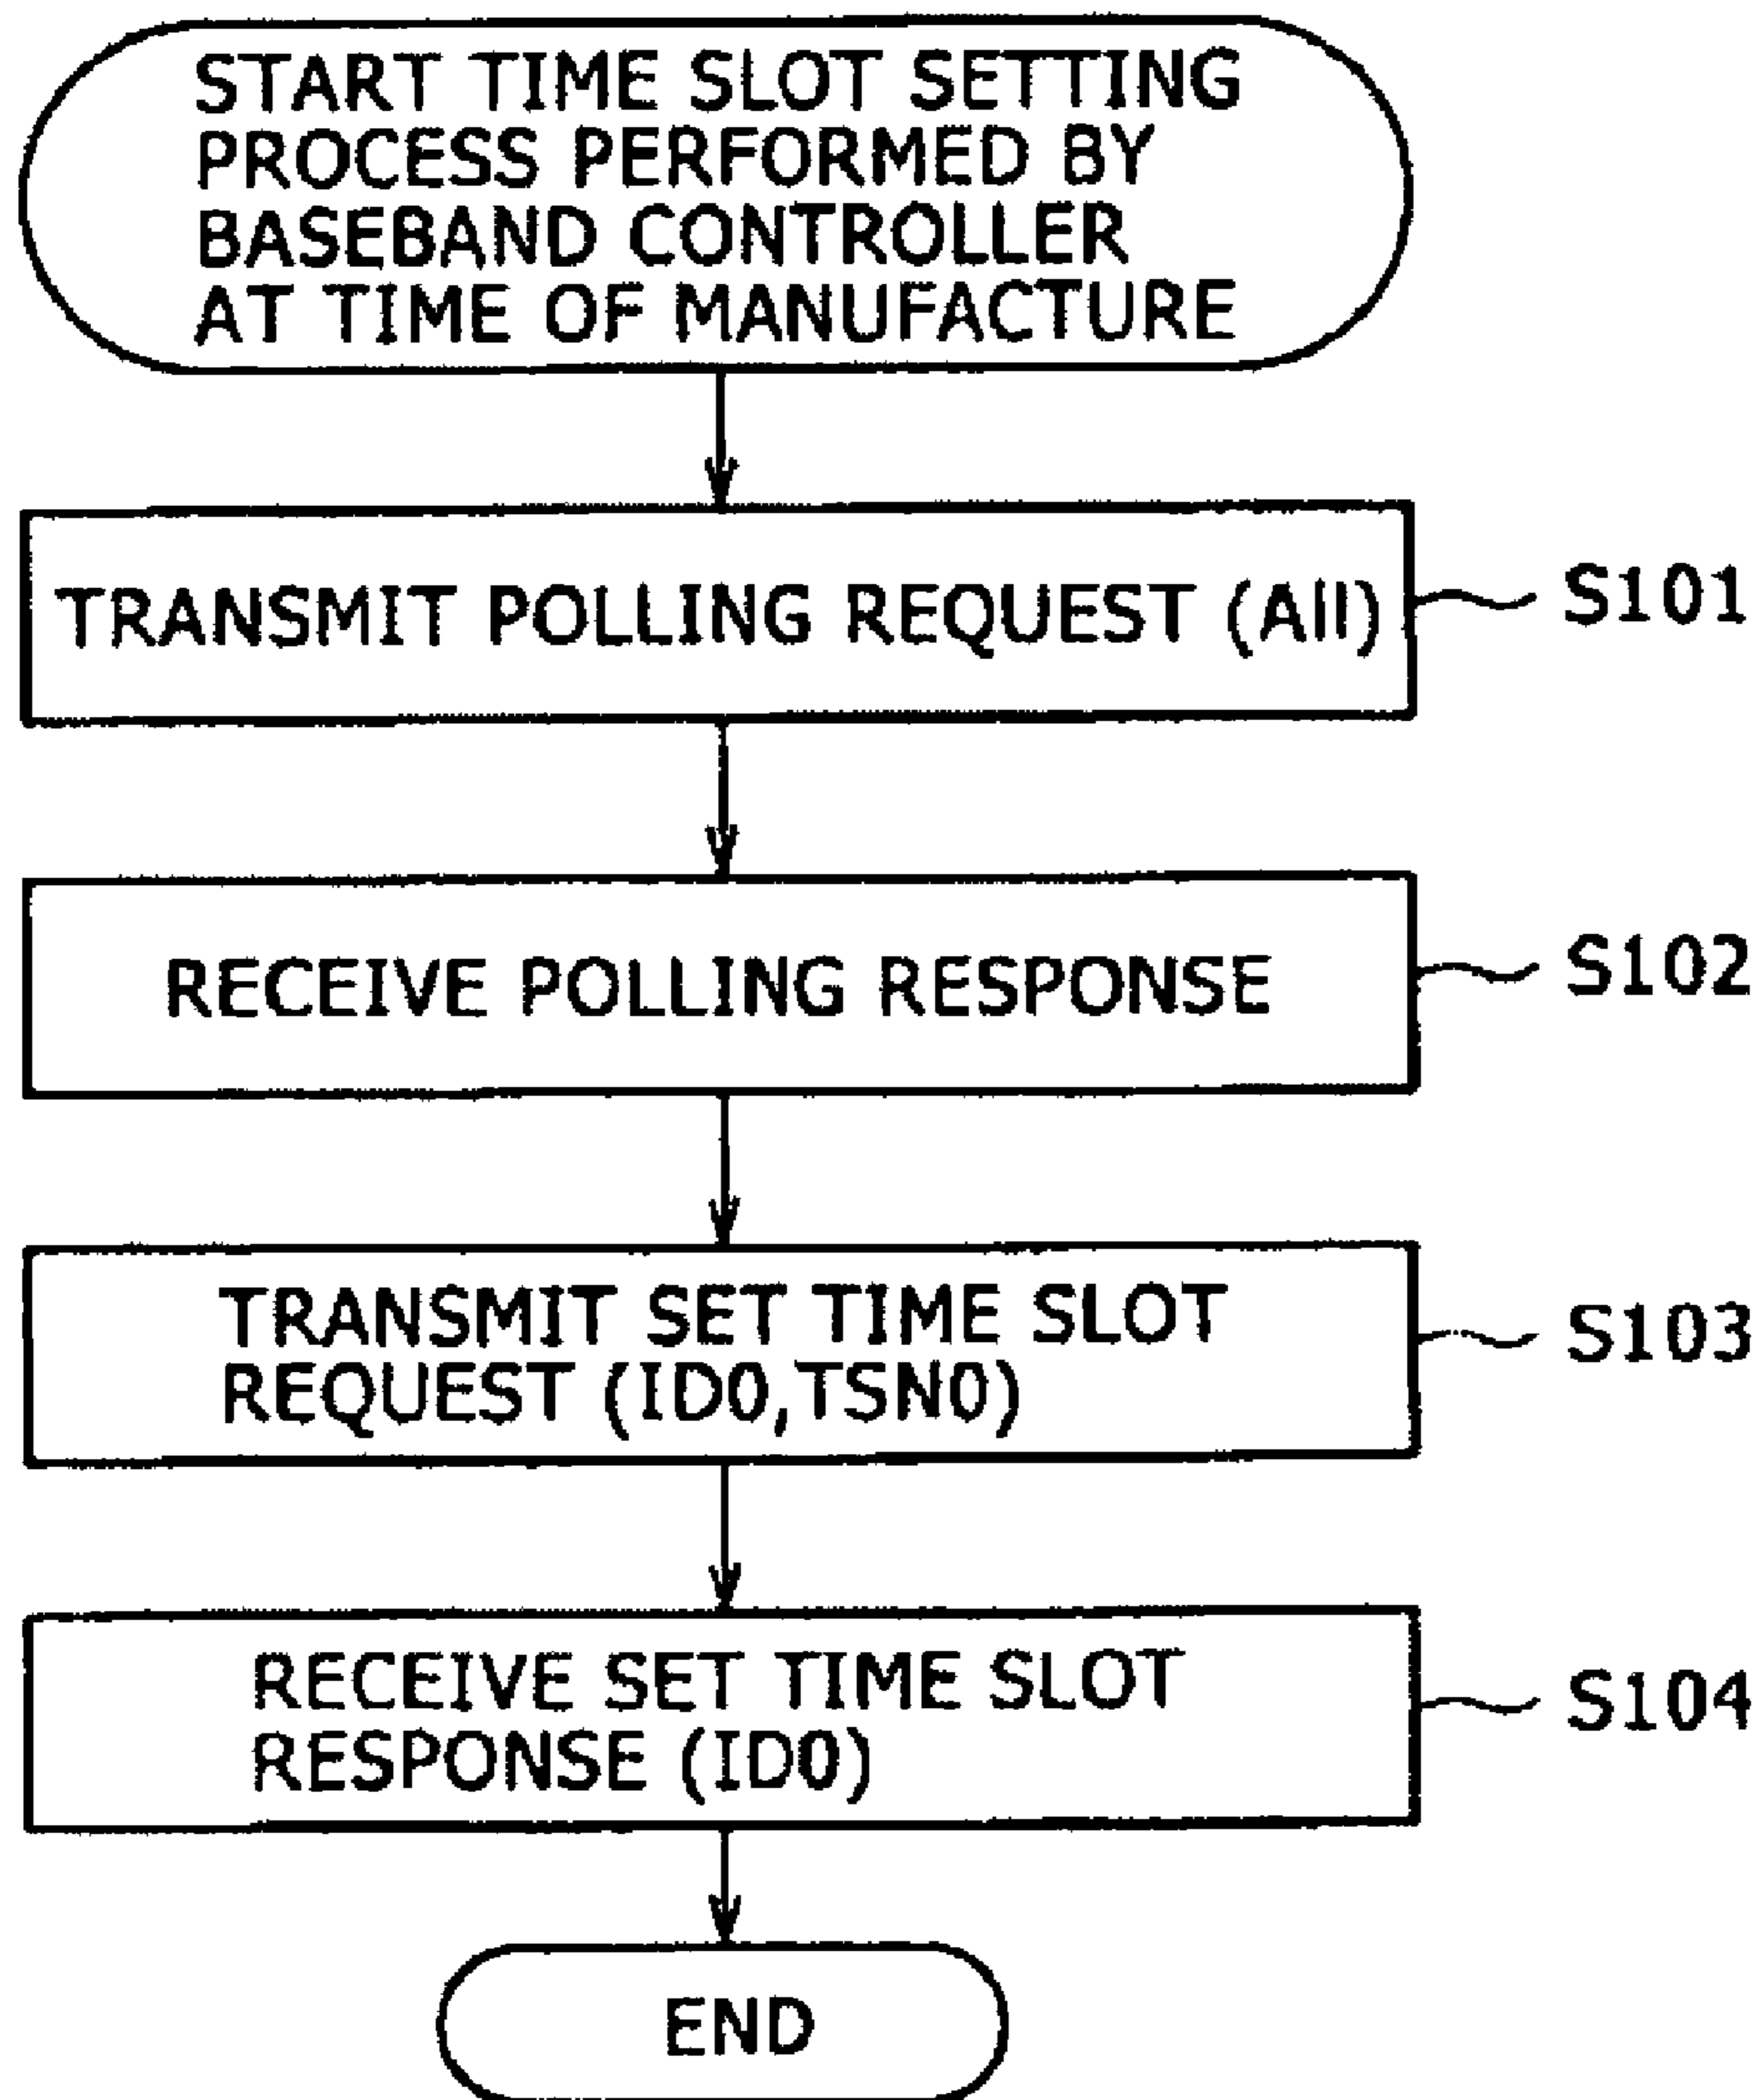 START TIME SLOT SETTING
PROCESS PERFORMED BY
BASEBAND CONTROLLER
AT TIME OF MANUFACTURE
TRANSMIT POLLING REQUEST (All)
S101
RECEIVE POLLING RESPONSE
S102
TRANSMIT SET TIME SLOT
REQUEST (ID0,TSN0)
S103
RECEIVE SET TIME SLOT
RESPONSE (ID0)
S104
END